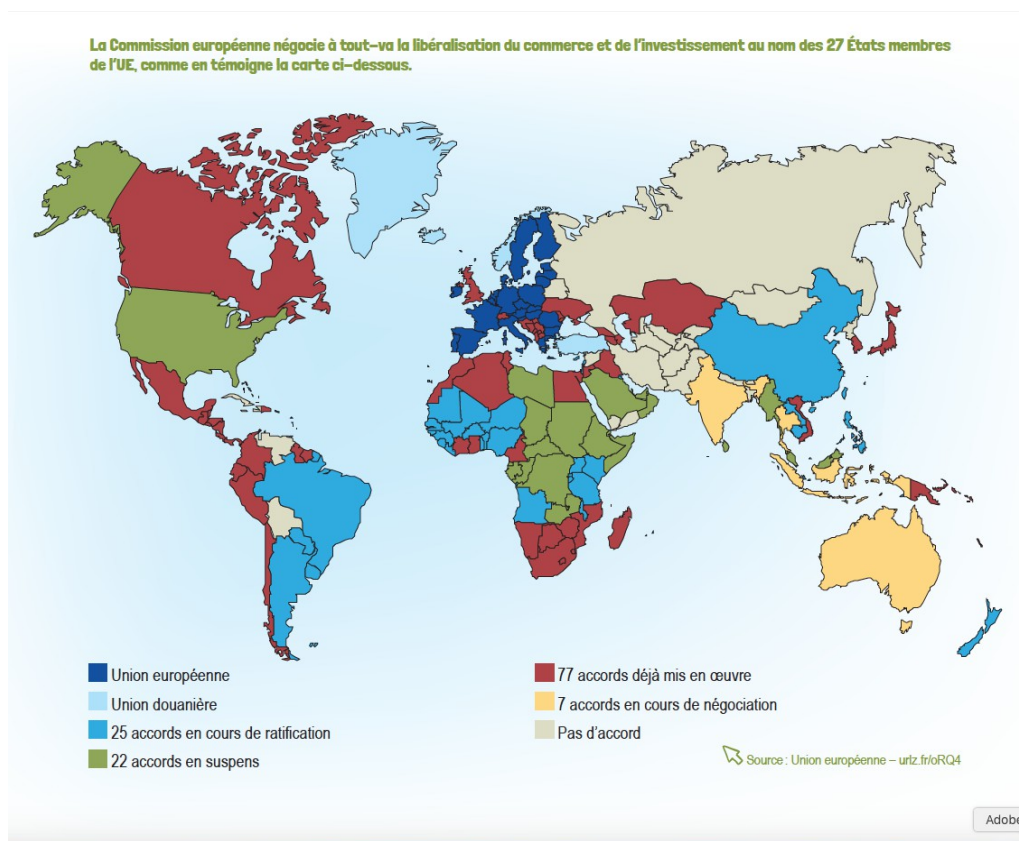 La Commission européenne négocie à tout-va la libéralisation du commerce et de l'investissement au nom des 27 États membres
de l'UE, comme en témoigne la carte ci-dessous.
Union européenne
Union douanière
25 accords en cours de ratification
22 accords en suspens
77 accords déjà mis en œuvre
7 accords en cours de négociation
Pas d'accord
Source : Union européenne – urlz.fr/oRQ4
Adobe